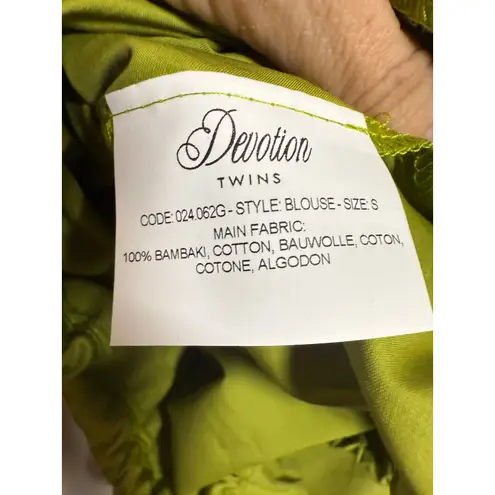 Devotion
TWINS
CODE: 024.062G - STYLE: BLOUSE - SIZE: S
MAIN FABRIC:
100% BAMBAKI, COTTON, BAUWOLLE, COTON,
COTONE, ALGODON